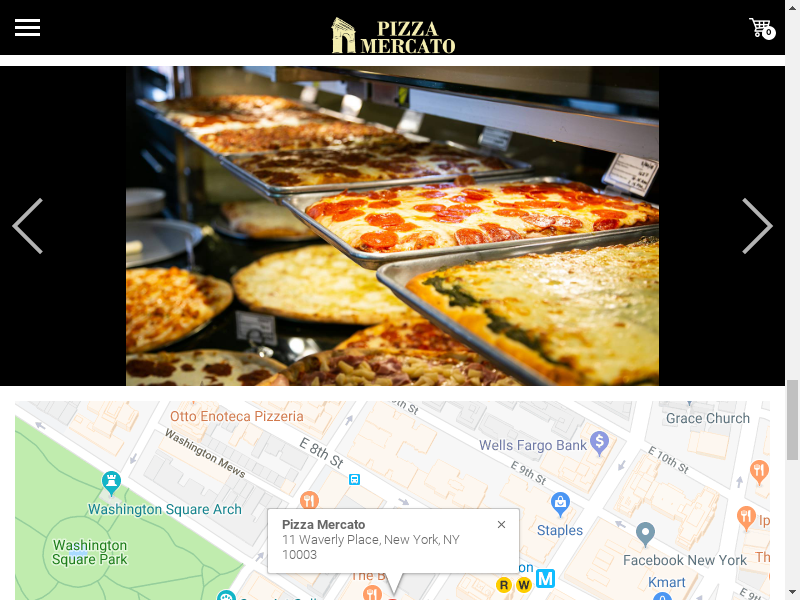 PIZZA
MERCATO
0
Otto Enoteca Pizzeria
Washington Mews
E 8th St
8th St
Grace Church
Wells Fargo Bank
$
E 9th St
E 10th St
Washington Square Arch
Washington
Square Park
Staples
Facebook New York
Kmart
Pizza Mercato
11 Waverly Place, New York, NY
10003
R W M